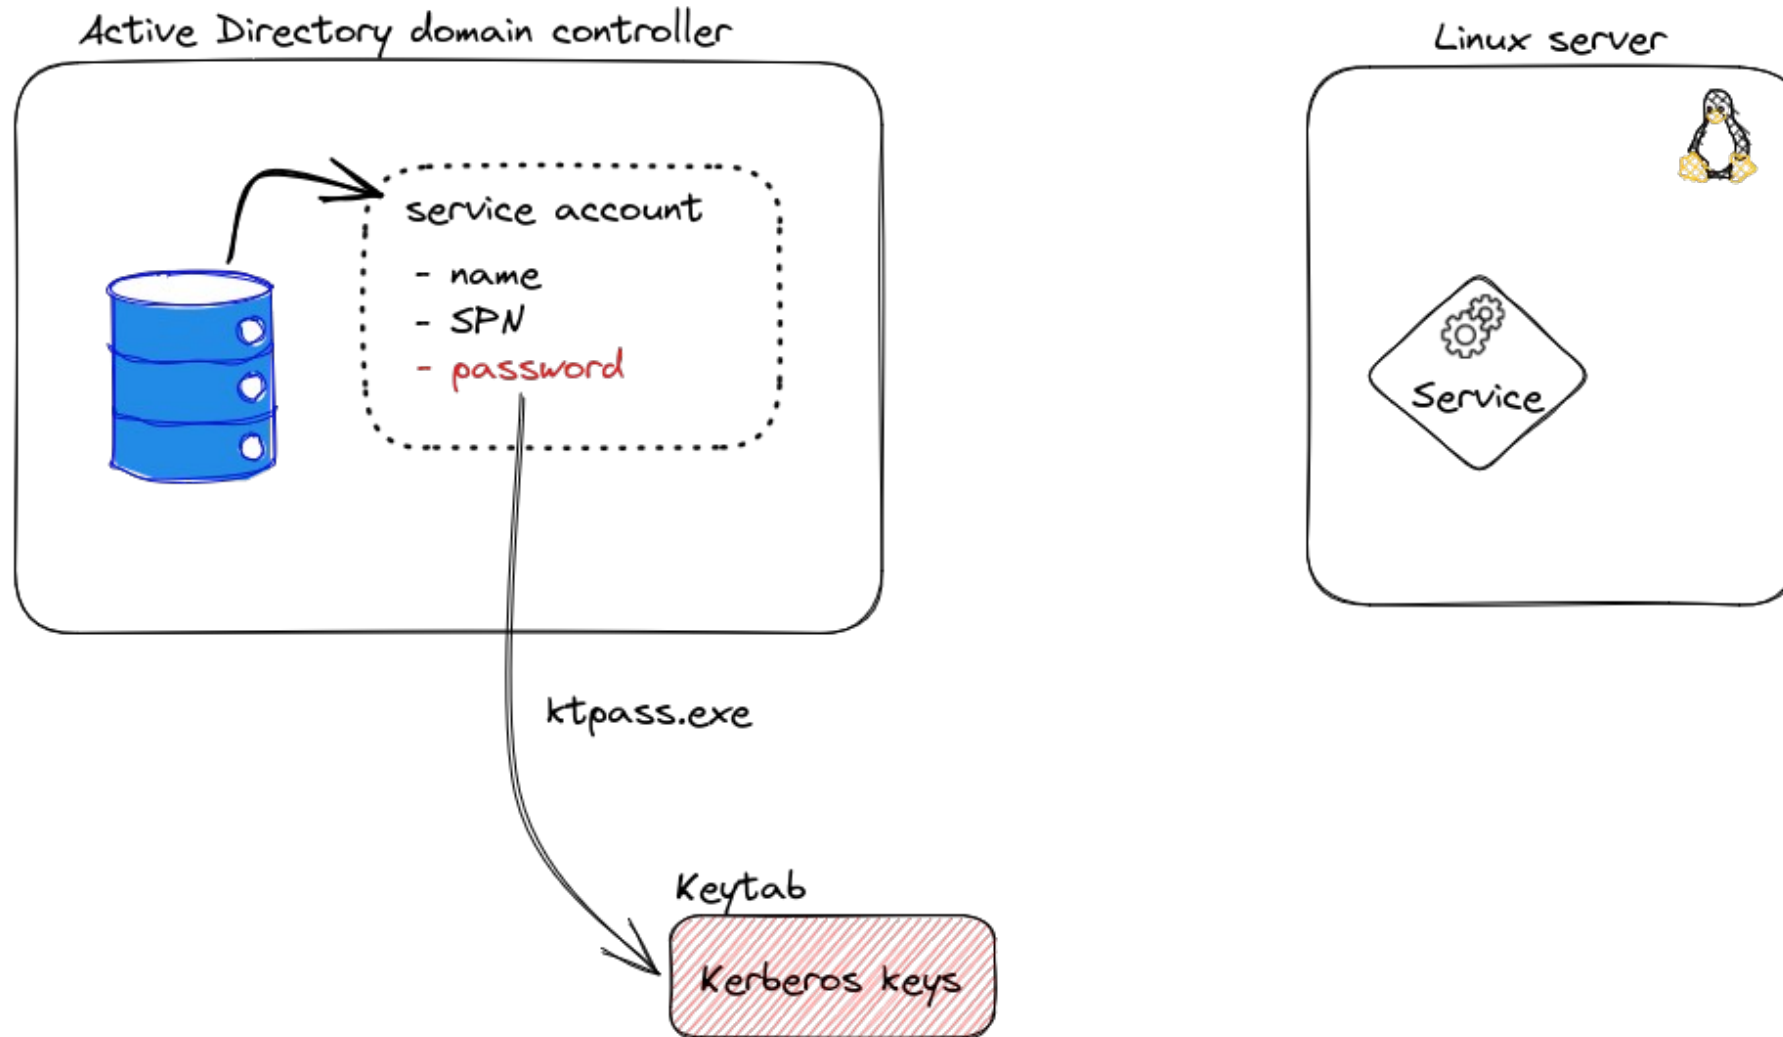 Active Directory domain controller
Linux server
service account
- name
- SPN
- password
Service
ktpass.exe
Keytab
Kerberos keys